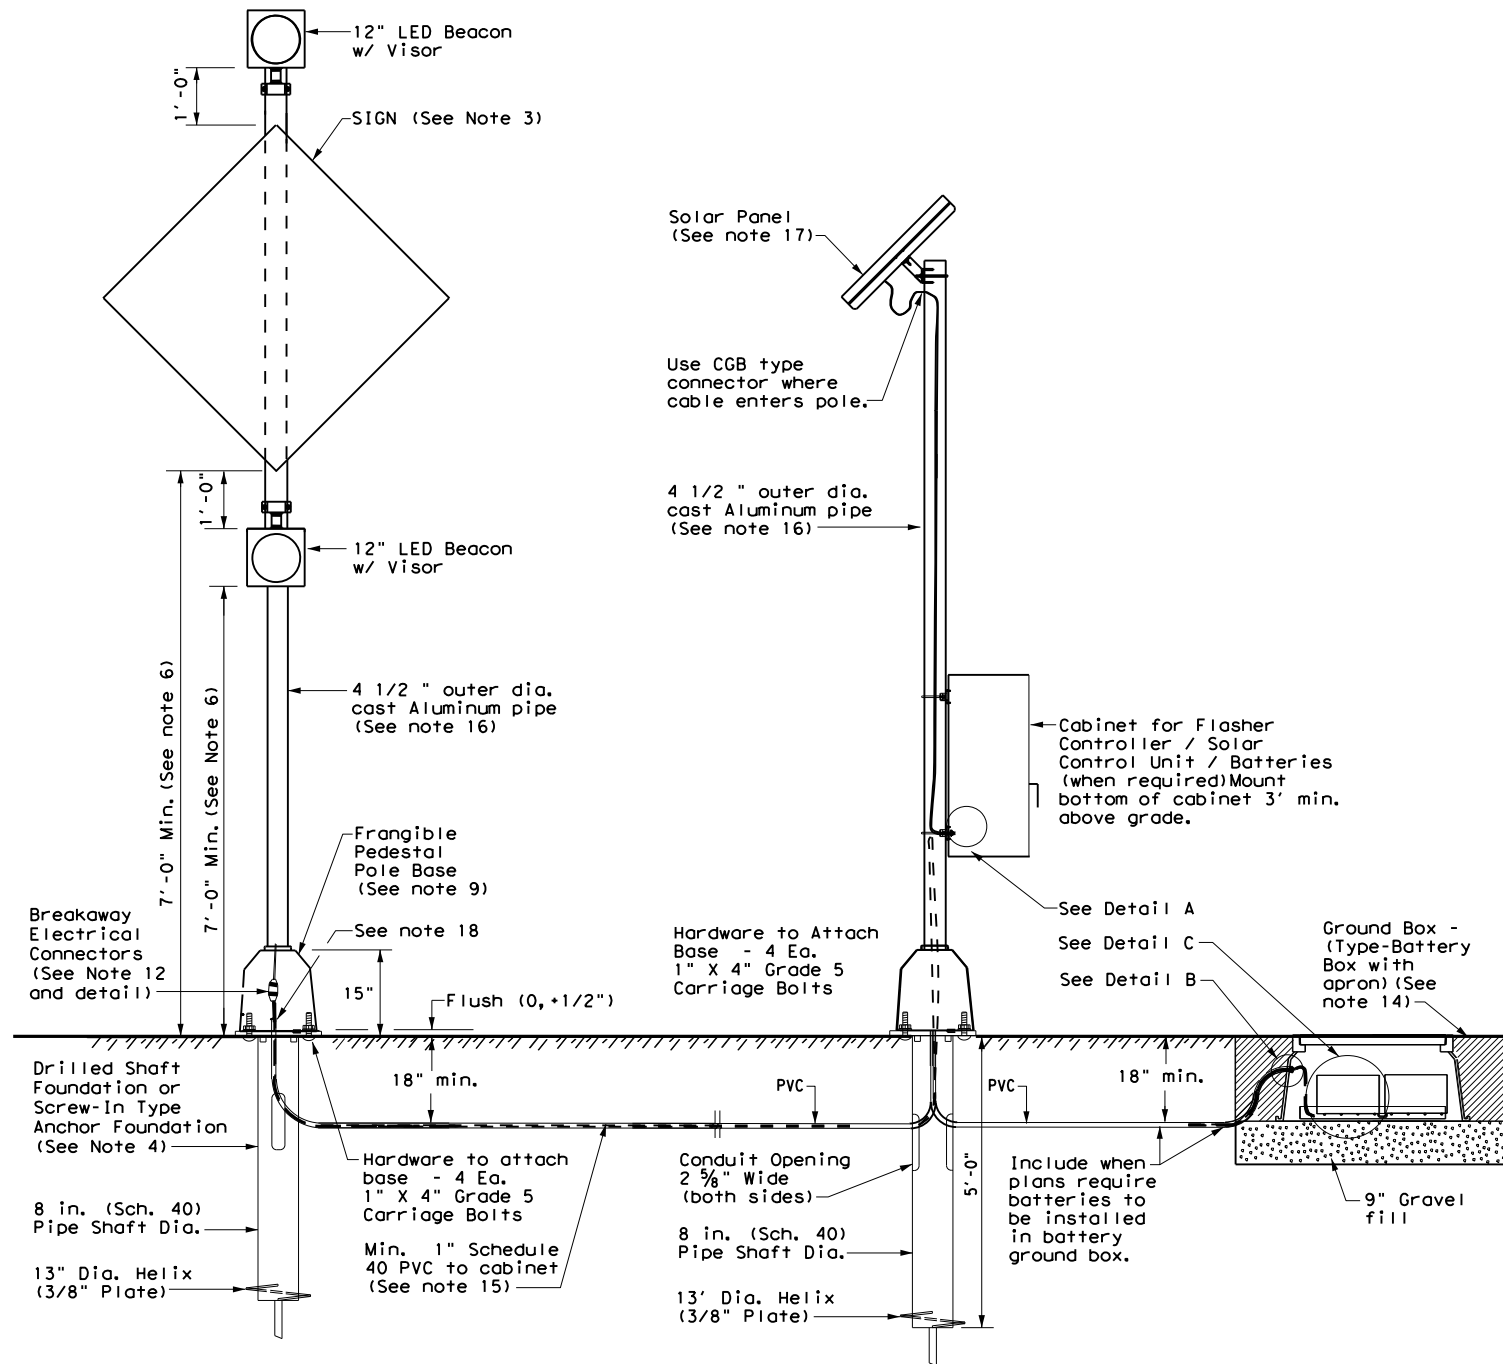 12" LED Beacon
w/ Visor
1'-0"
SIGN (See Note 3)
1'-0"
12" LED Beacon
w/ Visor
7'-0" Min. (See note 6)
7'-0" Min. (See Note 6)
4 1/2 " outer dia.
cast Aluminum pipe
(See note 16)
Frangible
Pedestal
Pole Base
(See note 9)
Breakaway
Electrical
Connectors
(See Note 12
and detail)
See note 18
15"
Flush (0, +1/2")
Drilled Shaft
Foundation or
Screw-In Type
Anchor Foundation
(See Note 4)
18" min.
8 in. (Sch. 40)
Pipe Shaft Dia.
13" Dia. Helix
(3/8" Plate)
Hardware to attach
base - 4 Ea.
1" X 4" Grade 5
Carriage Bolts
Min. 1" Schedule
40 PVC to cabinet
(See note 15)
Solar Panel
(See note 17)
Use CGB type
connector where
cable enters pole.
4 1/2 " outer dia.
cast Aluminum pipe
(See note 16)
Cabinet for Flasher
Controller / Solar
Control Unit / Batteries
(when required)Mount
bottom of cabinet 3' min.
above grade.
Hardware to Attach
Base - 4 Ea.
1" X 4" Grade 5
Carriage Bolts
See Detail A
See Detail C
See Detail B
Ground Box -
(Type-Battery
Box with
apron) (See
note 14)
PVC
PVC
18" min.
Conduit Opening
2 5⁄8" Wide
(both sides)
5'-0"
8 in. (Sch. 40)
Pipe Shaft Dia.
13' Dia. Helix
(3/8" Plate)
Include when
plans require
batteries to
be installed
in battery
ground box.
9" Gravel
fill